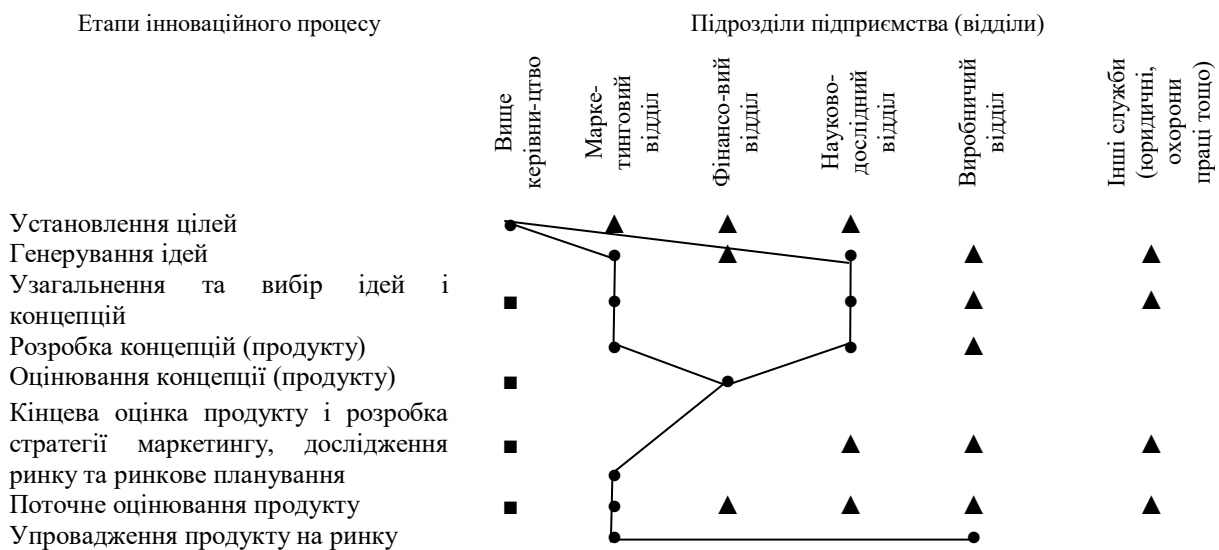 Етапи інноваційного процесу
Підрозділи підприємства (відділи)
Вище
керівни-цтво
Марке-
тинговий
відділ
Фінансо-вий
відділ
Науково-
дослідний
відділ
Виробничий
відділ
Інші служби
(юридичні,
охорони
праці тощо)
Установлення цілей
Генерування ідей
Узагальнення та вибір ідей і
концепцій
Розробка концепцій (продукту)
Оцінювання концепції (продукту)
Кінцева оцінка продукту і розробка
стратегії маркетингу, дослідження
ринку та ринкове планування
Поточне оцінювання продукту
Упровадження продукту на ринку